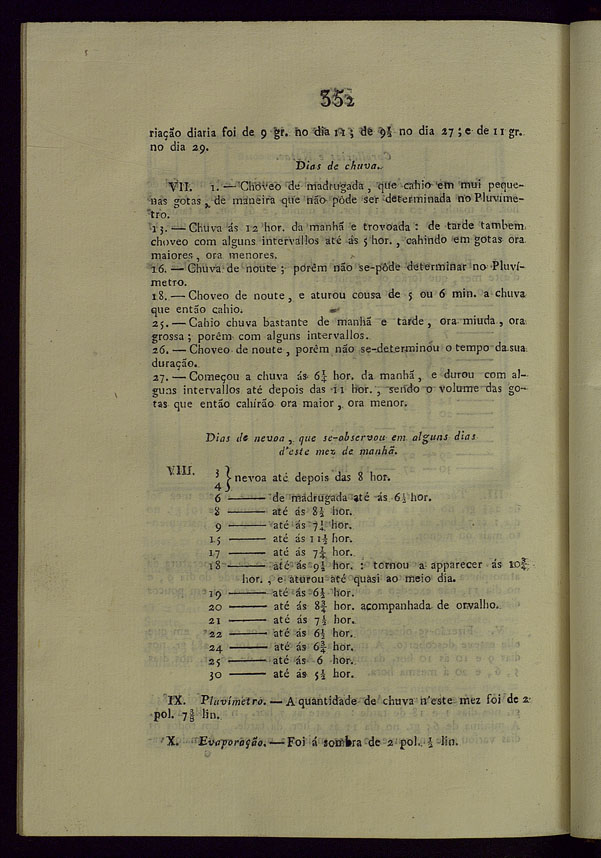 352
riação diaria foi de 9 gr. no dia 11; de 9½ no dia 27; e de 11 gr.
no dia 29.
Dias de chuva.
VII. 1. — Choveo de madrugada, que cahio em mui peque-
nas gotas, de maneira que não pôde ser determinada no Pluvime-
tro.
13. — Chuva ás 12 hor. da manhã e trovoada: de tarde tambem
choveo com alguns intervallos até ás 5 hor., cahindo em gotas ora
maiores, ora menores.
16. — Chuva de noute; porêm não se-pôde determinar no Pluví-
metro.
18. — Choveo de noute, e aturou cousa de 5 ou 6 min. a chuva
que então cahio.
25. — Cahio chuva bastante de manhã e tarde, ora miuda, ora
grossa; porêm com alguns intervallos.
26. — Choveo de noute, porêm não se-determinou o tempo da sua
duração.
27. — Começou a chuva ás 6¼ hor. da manhã, e durou com al-
guns intervallos até depois das 11 hor., sendo o volume das go-
tas que então cahírão ora maior, ora menor.
Dias de nevoa, que se-observou em alguns dias
d'este mez de manhã.
VIII. 3
4 } nevoa até depois das 8 hor.
6 — de madrugada até ás 6½ hor.
8 — até ás 8½ hor.
9 — até ás 7¼ hor.
15 — até ás 11½ hor.
17 — até ás 7¼ hor.
18 — até ás 9½ hor. : tornou a apparecer ás 10¾
hor., e aturou até quasi ao meio dia.
19 — até ás 6½ hor.
20 — até ás 8¾ hor. acompanhada de orvalho.
21 — até ás 7½ hor.
22 — até ás 6½ hor.
24 — até ás 6¾ hor.
25 — até ás 6 hor.
30 — até ás 5½ hor.
IX. Pluvímetro. — A quantidade de chuva n'este mez foi de 2
pol. 7⅜ lin.
X. Evaporação. — Foi á sombra de 2 pol. ½ lin.